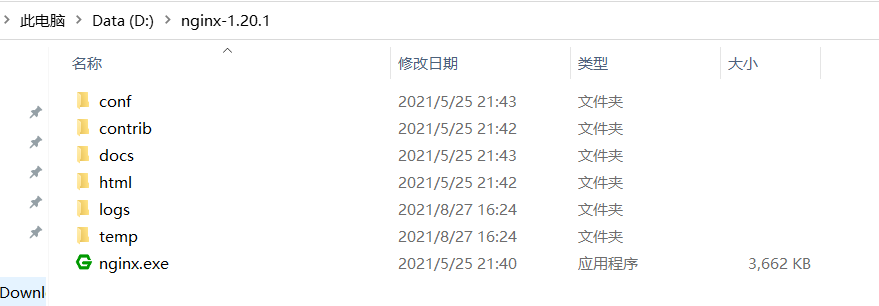 此电脑 > Data (D:) > nginx-1.20.1
名称 修改日期 类型 大小
conf 2021/5/25 21:43 文件夹
contrib 2021/5/25 21:42 文件夹
docs 2021/5/25 21:43 文件夹
html 2021/5/25 21:42 文件夹
logs 2021/8/27 16:24 文件夹
temp 2021/8/27 16:24 文件夹
nginx.exe 2021/5/25 21:40 应用程序 3,662 KB
Downl